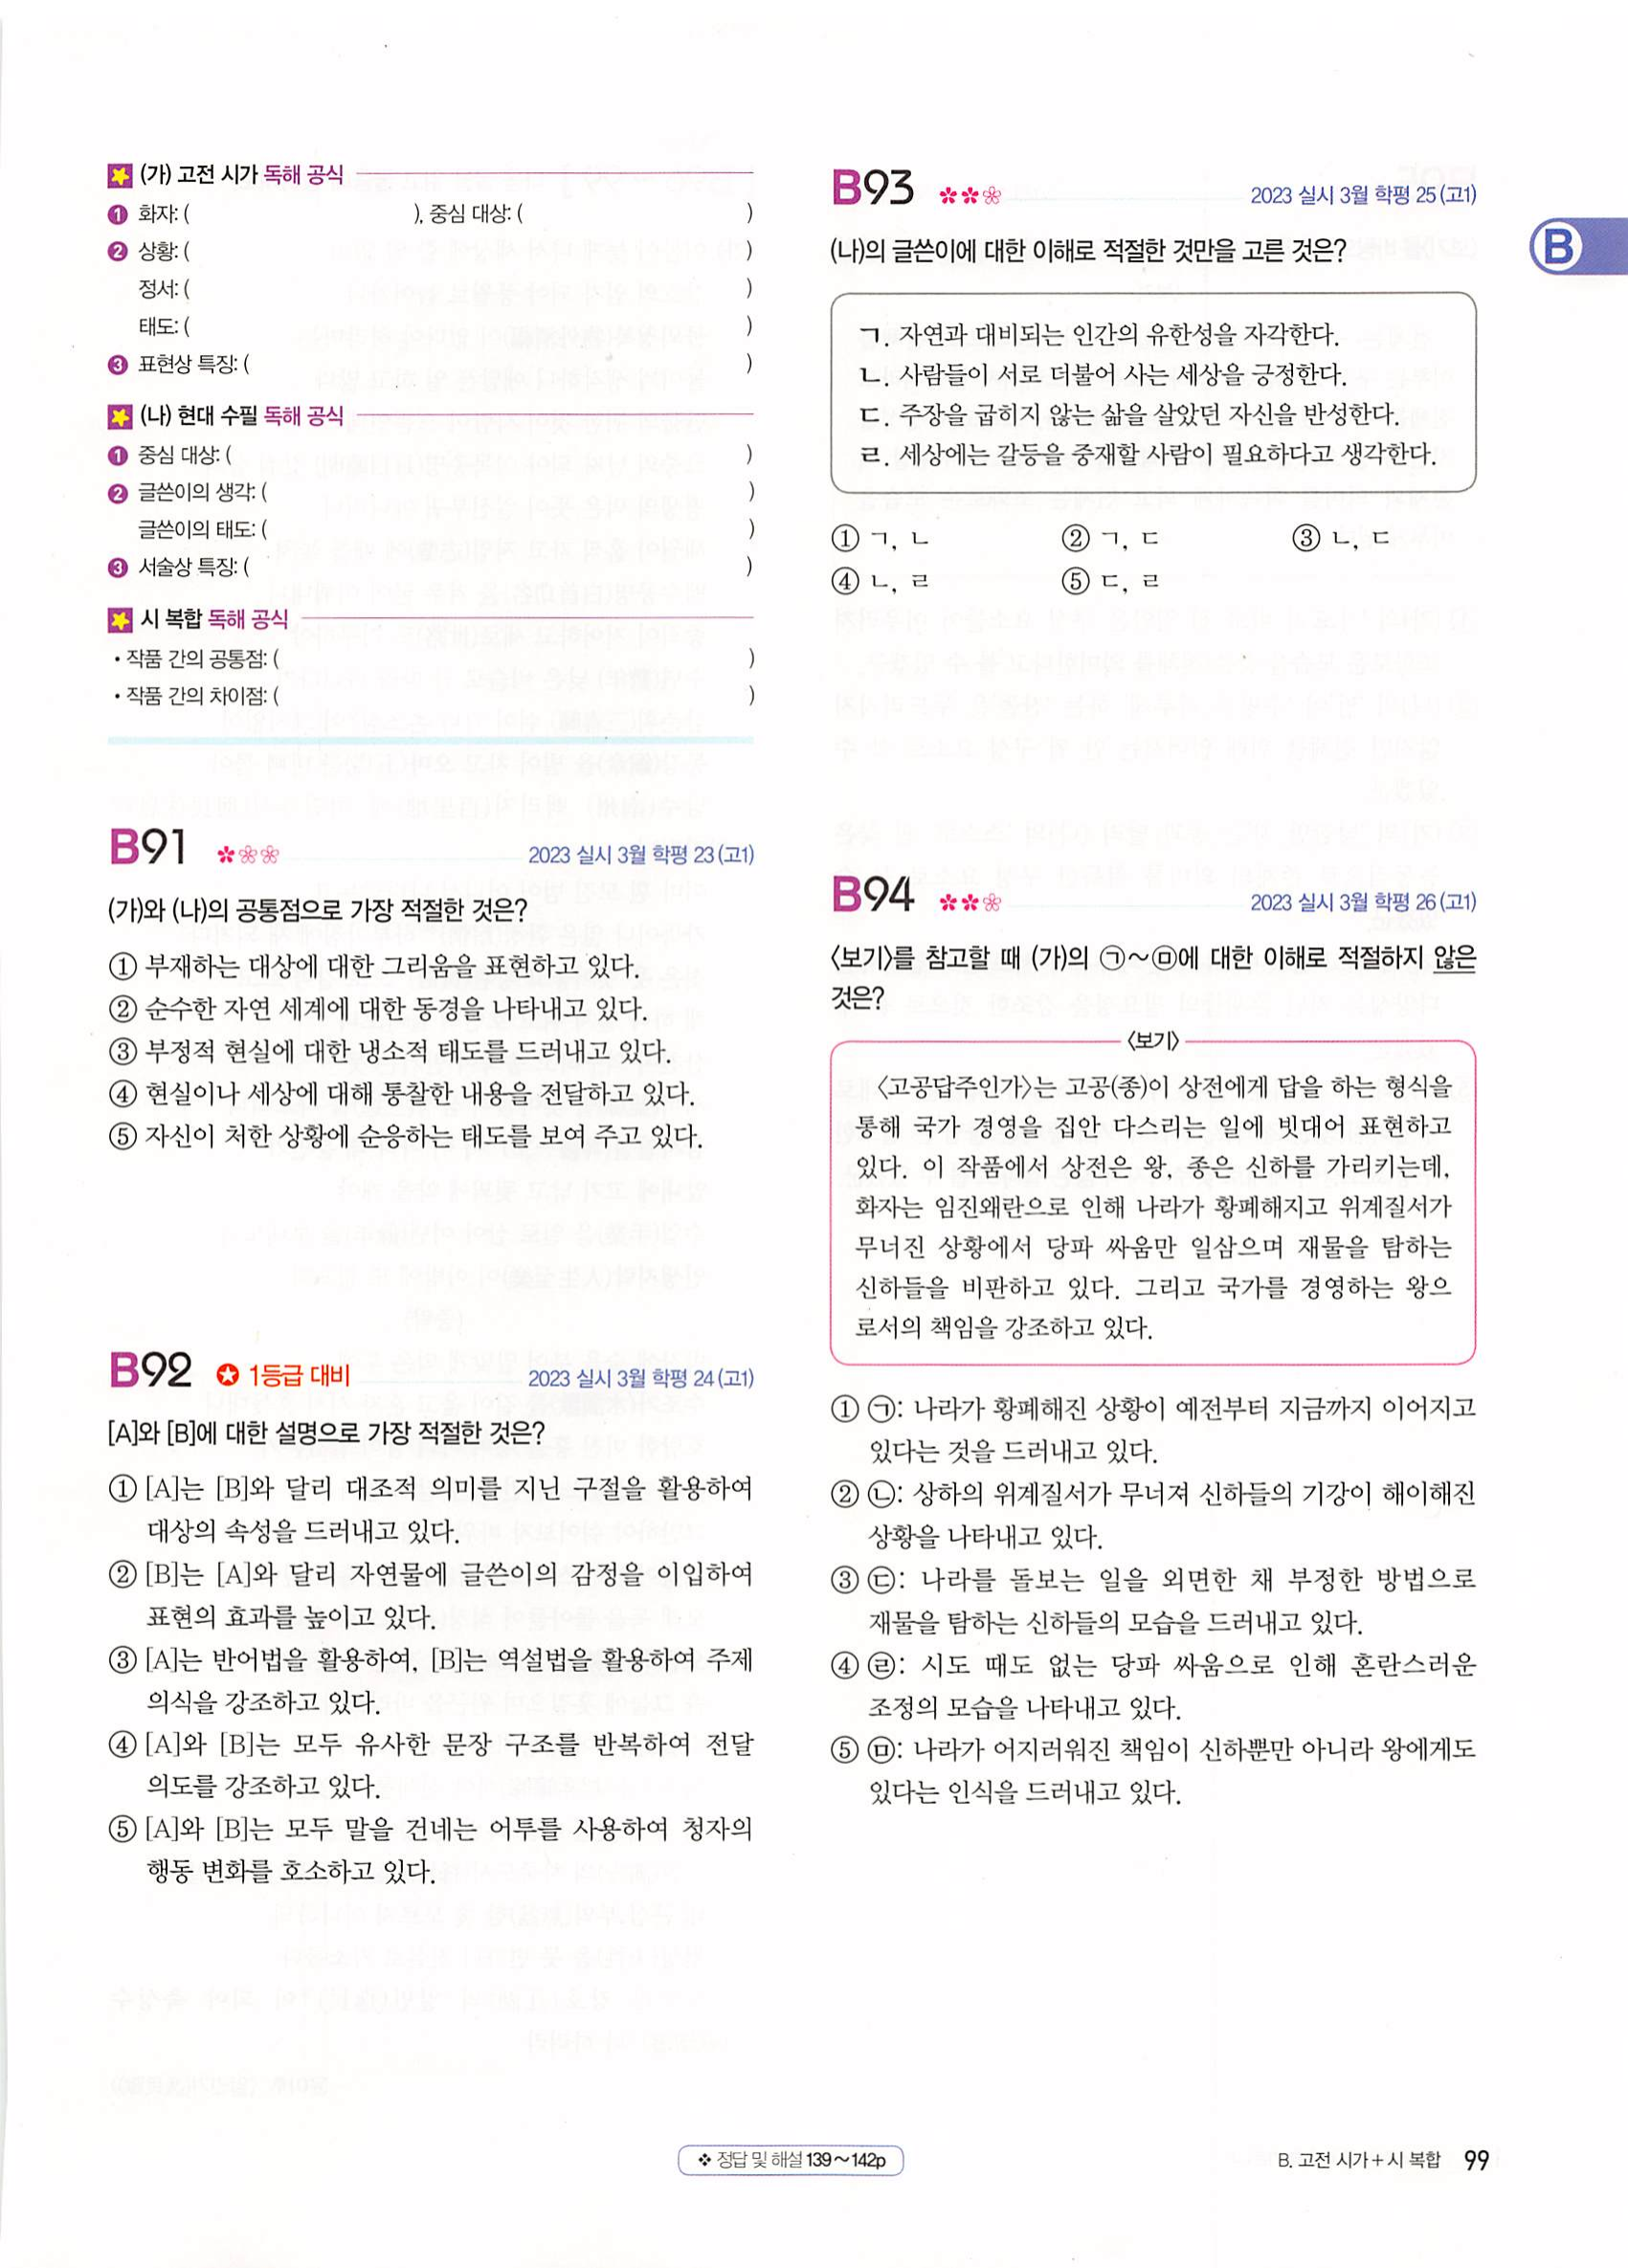 (가) 고전 시가 독해 공식
❶ 화자: ( ), 중심 대상: ( )
❷ 상황: ( )
정서: ( )
태도: ( )
❸ 표현상 특징: ( )
(나) 현대 수필 독해 공식
❶ 중심 대상: ( )
❷ 글쓴이의 생각: ( )
글쓴이의 태도: ( )
❸ 서술상 특징: ( )
시 복합 독해 공식
• 작품 간의 공통점: ( )
• 작품 간의 차이점: ( )
B91 2023 실시 3월 학평 23(고1)
(가)와 (나)의 공통점으로 가장 적절한 것은?
① 부재하는 대상에 대한 그리움을 표현하고 있다.
② 순수한 자연 세계에 대한 동경을 나타내고 있다.
③ 부정적 현실에 대한 냉소적 태도를 드러내고 있다.
④ 현실이나 세상에 대해 통찰한 내용을 전달하고 있다.
⑤ 자신이 처한 상황에 순응하는 태도를 보여 주고 있다.
B92 1등급 대비 2023 실시 3월 학평 24(고1)
[A]와 [B]에 대한 설명으로 가장 적절한 것은?
① [A]는 [B]와 달리 대조적 의미를 지닌 구절을 활용하여
대상의 속성을 드러내고 있다.
② [B]는 [A]와 달리 자연물에 글쓴이의 감정을 이입하여
표현의 효과를 높이고 있다.
③ [A]는 반어법을 활용하여, [B]는 역설법을 활용하여 주제
의식을 강조하고 있다.
④ [A]와 [B]는 모두 유사한 문장 구조를 반복하여 전달
의도를 강조하고 있다.
⑤ [A]와 [B]는 모두 말을 건네는 어투를 사용하여 청자의
행동 변화를 호소하고 있다.
B93 2023 실시 3월 학평 25(고1)
(나)의 글쓴이에 대한 이해로 적절한 것만을 고른 것은?
ㄱ. 자연과 대비되는 인간의 유한성을 자각한다.
ㄴ. 사람들이 서로 더불어 사는 세상을 긍정한다.
ㄷ. 주장을 굽히지 않는 삶을 살았던 자신을 반성한다.
ㄹ. 세상에는 갈등을 중재할 사람이 필요하다고 생각한다.
① ㄱ, ㄴ ② ㄱ, ㄷ ③ ㄴ, ㄷ
④ ㄴ, ㄹ ⑤ ㄷ, ㄹ
B94 2023 실시 3월 학평 26(고1)
〈보기〉를 참고할 때 (가)의 ㉠~㉤에 대한 이해로 적절하지 않은
것은?
〈보기〉
〈고공답주인가〉는 고공(종)이 상전에게 답을 하는 형식을
통해 국가 경영을 집안 다스리는 일에 빗대어 표현하고
있다. 이 작품에서 상전은 왕, 종은 신하를 가리키는데,
화자는 임진왜란으로 인해 나라가 황폐해지고 위계질서가
무너진 상황에서 당파 싸움만 일삼으며 재물을 탐하는
신하들을 비판하고 있다. 그리고 국가를 경영하는 왕으
로서의 책임을 강조하고 있다.
① ㉠: 나라가 황폐해진 상황이 예전부터 지금까지 이어지고
있다는 것을 드러내고 있다.
② ㉡: 상하의 위계질서가 무너져 신하들의 기강이 해이해진
상황을 나타내고 있다.
③ ㉢: 나라를 돌보는 일을 외면한 채 부정한 방법으로
재물을 탐하는 신하들의 모습을 드러내고 있다.
④ ㉣: 시도 때도 없는 당파 싸움으로 인해 혼란스러운
조정의 모습을 나타내고 있다.
⑤ ㉤: 나라가 어지러워진 책임이 신하뿐만 아니라 왕에게도
있다는 인식을 드러내고 있다.
B
❖ 정답 및 해설 139~142p
B. 고전 시가 + 시 복합 99